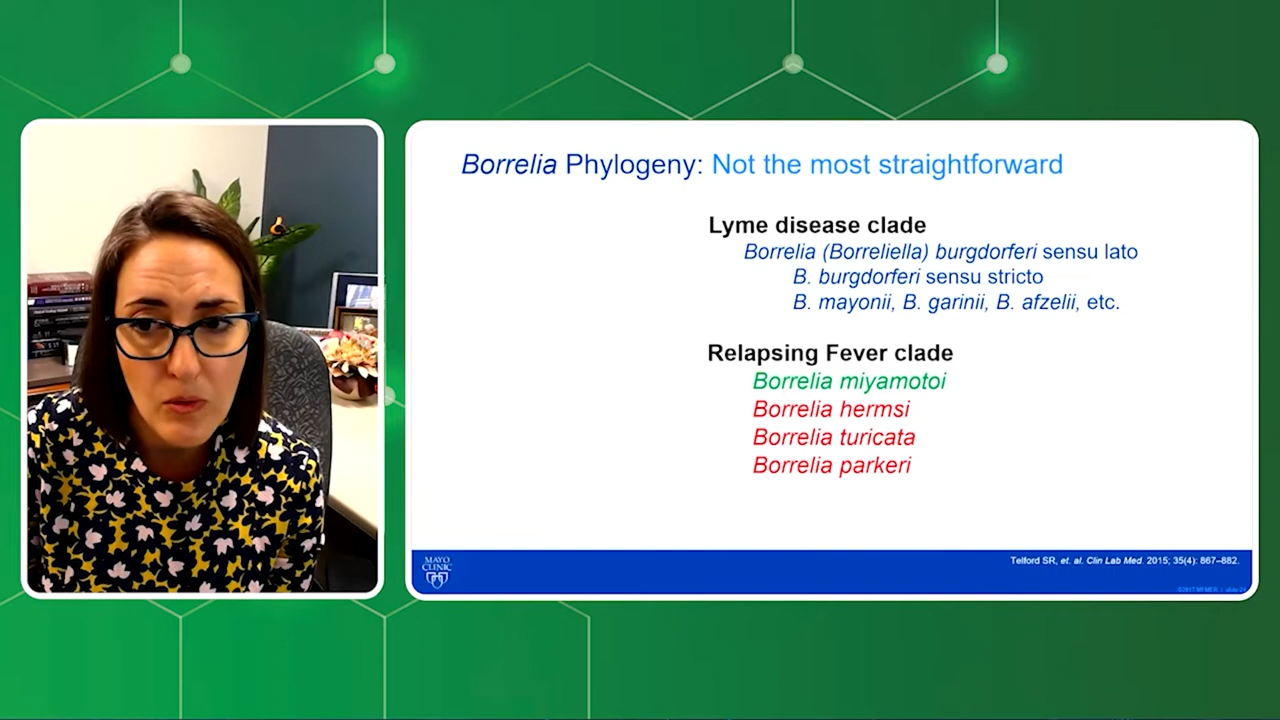 Borrelia Phylogeny: Not the most straightforward
Lyme disease clade
Borrelia (Borreliella) burgdorferi sensu lato
B. burgdorferi sensu stricto
B. mayonii, B. garinii, B. afzelii, etc.
Relapsing Fever clade
Borrelia miyamotoi
Borrelia hermsi
Borrelia turicata
Borrelia parkeri
MAYO
CLINIC
Telford SR, et. al. Clin Lab Med. 2015; 35(4): 867–882.